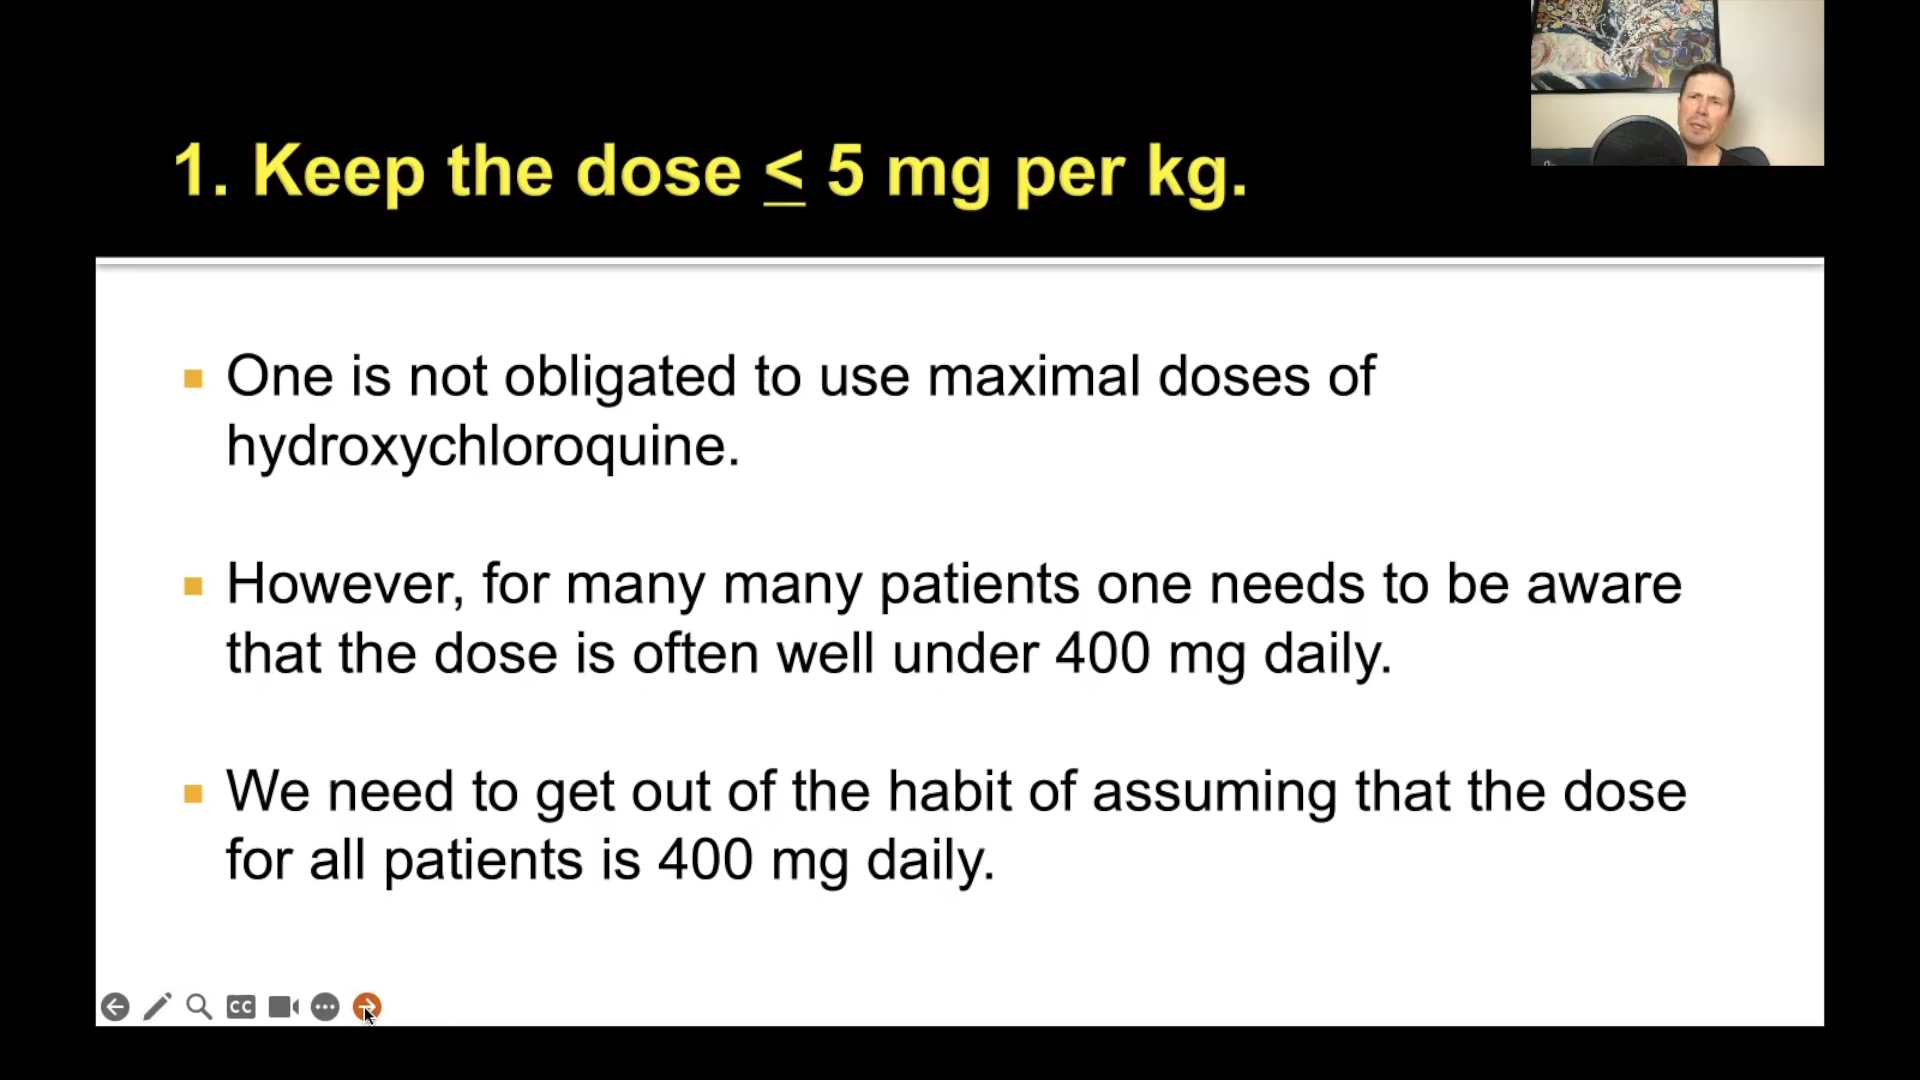 1. Keep the dose ≤ 5 mg per kg.
One is not obligated to use maximal doses of
hydroxychloroquine.
However, for many many patients one needs to be aware
that the dose is often well under 400 mg daily.
We need to get out of the habit of assuming that the dose
for all patients is 400 mg daily.
CC